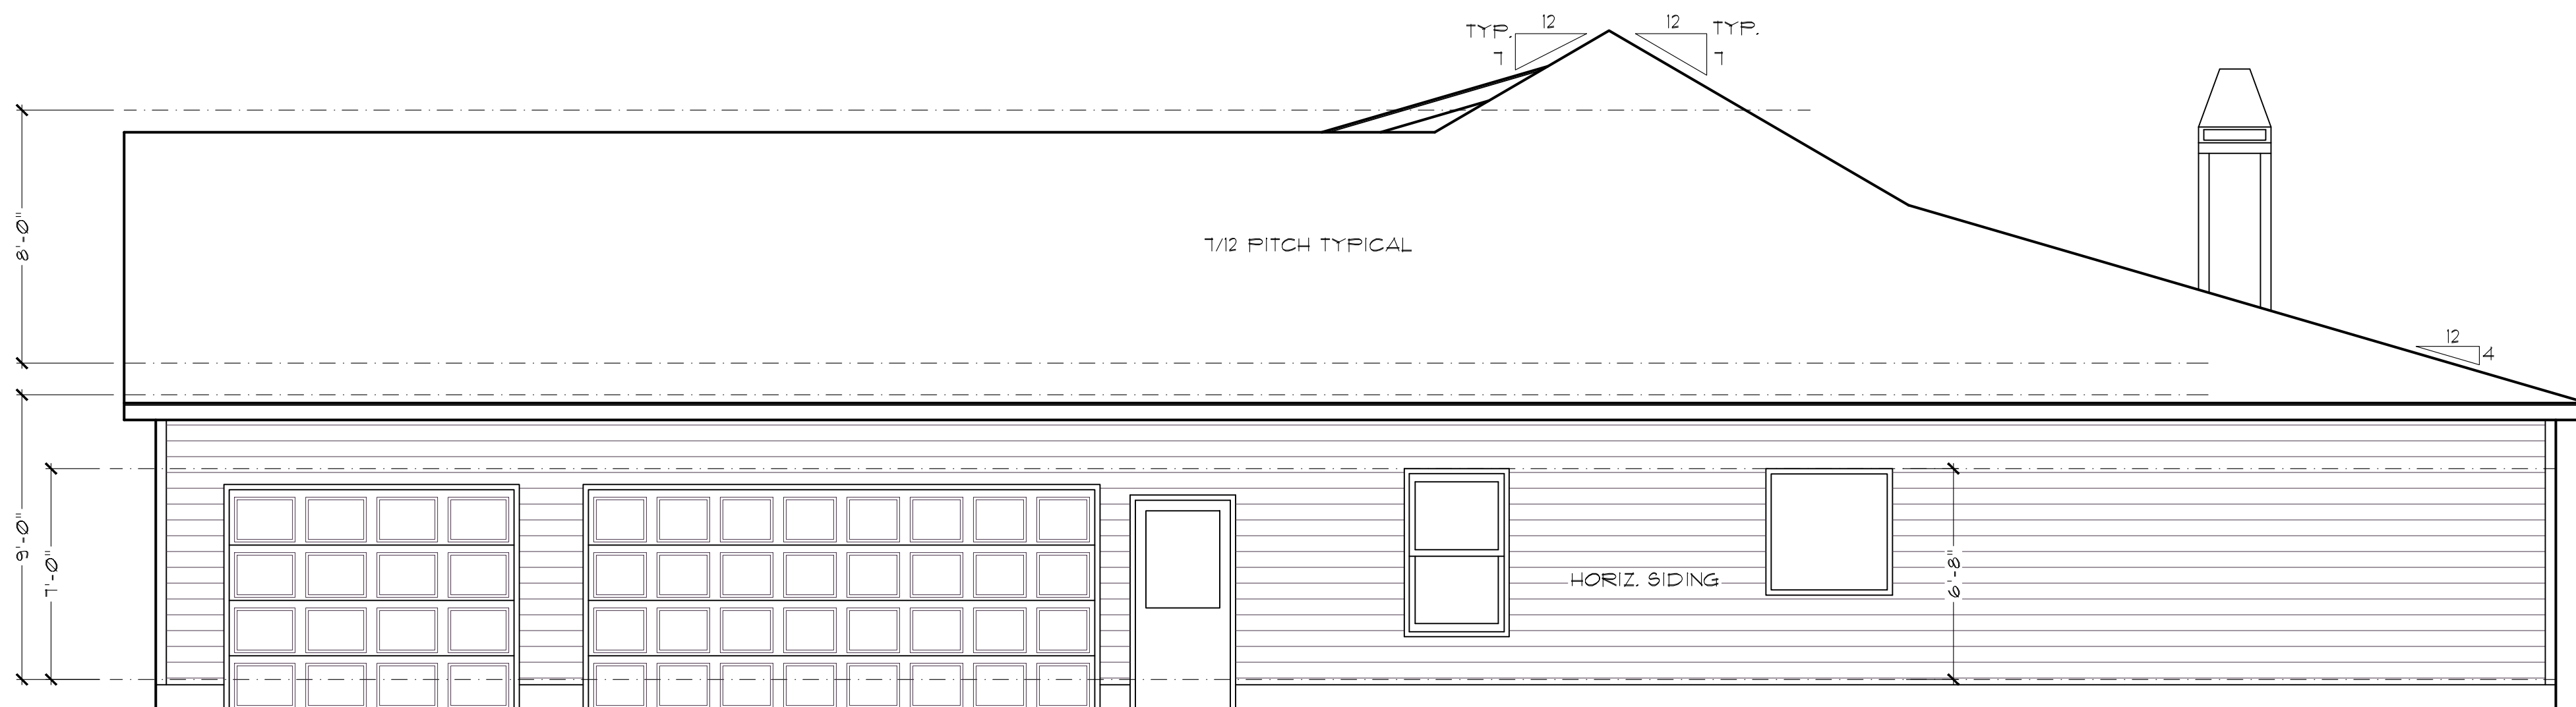 TYP. 12 12 TYP.
7 7
8'-0"
7/12 PITCH TYPICAL
12
4
9'-0"
7'-0"
HORIZ. SIDING
6'-8"